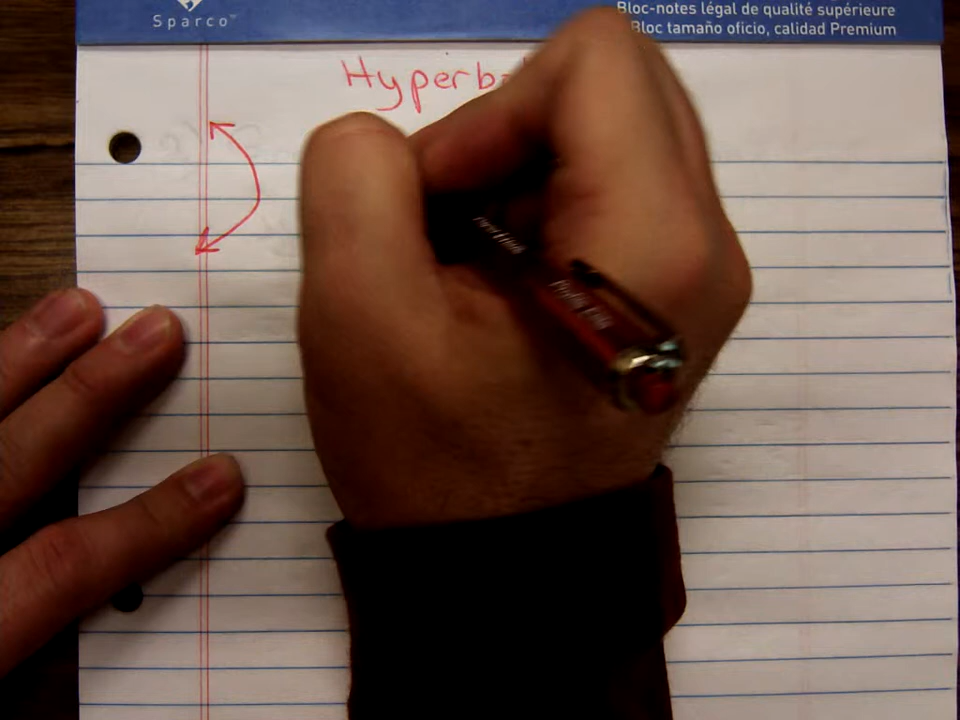 Sparco™
Bloc-notes légal de qualité supérieure
Bloc tamaño oficio, calidad Premium
Hyperb